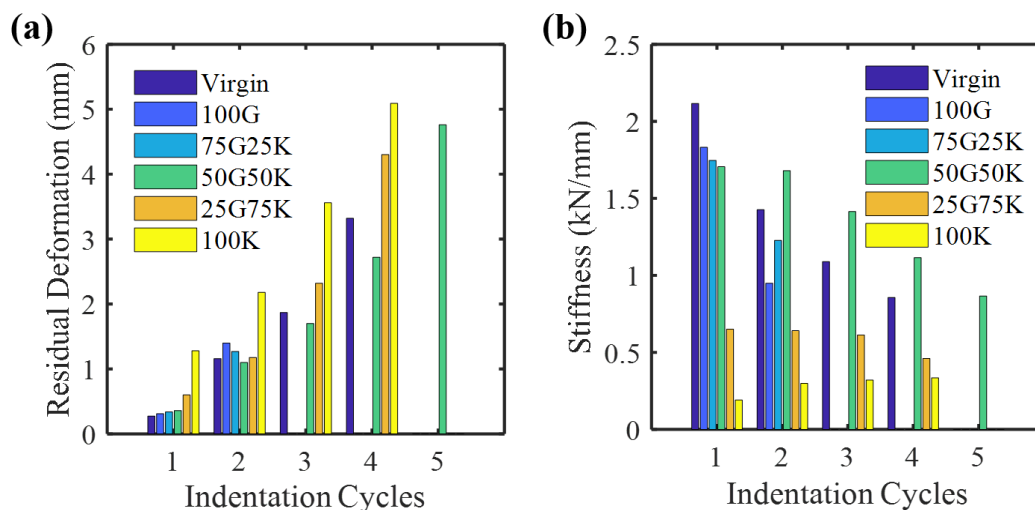 (a)
Residual Deformation (mm)
6
5
4
3
2
1
0
Virgin
100G
75G25K
50G50K
25G75K
100K
1 2 3 4 5
Indentation Cycles
(b)
Stiffness (kN/mm)
2.5
2
1.5
1
0.5
0
Virgin
100G
75G25K
50G50K
25G75K
100K
1 2 3 4 5
Indentation Cycles